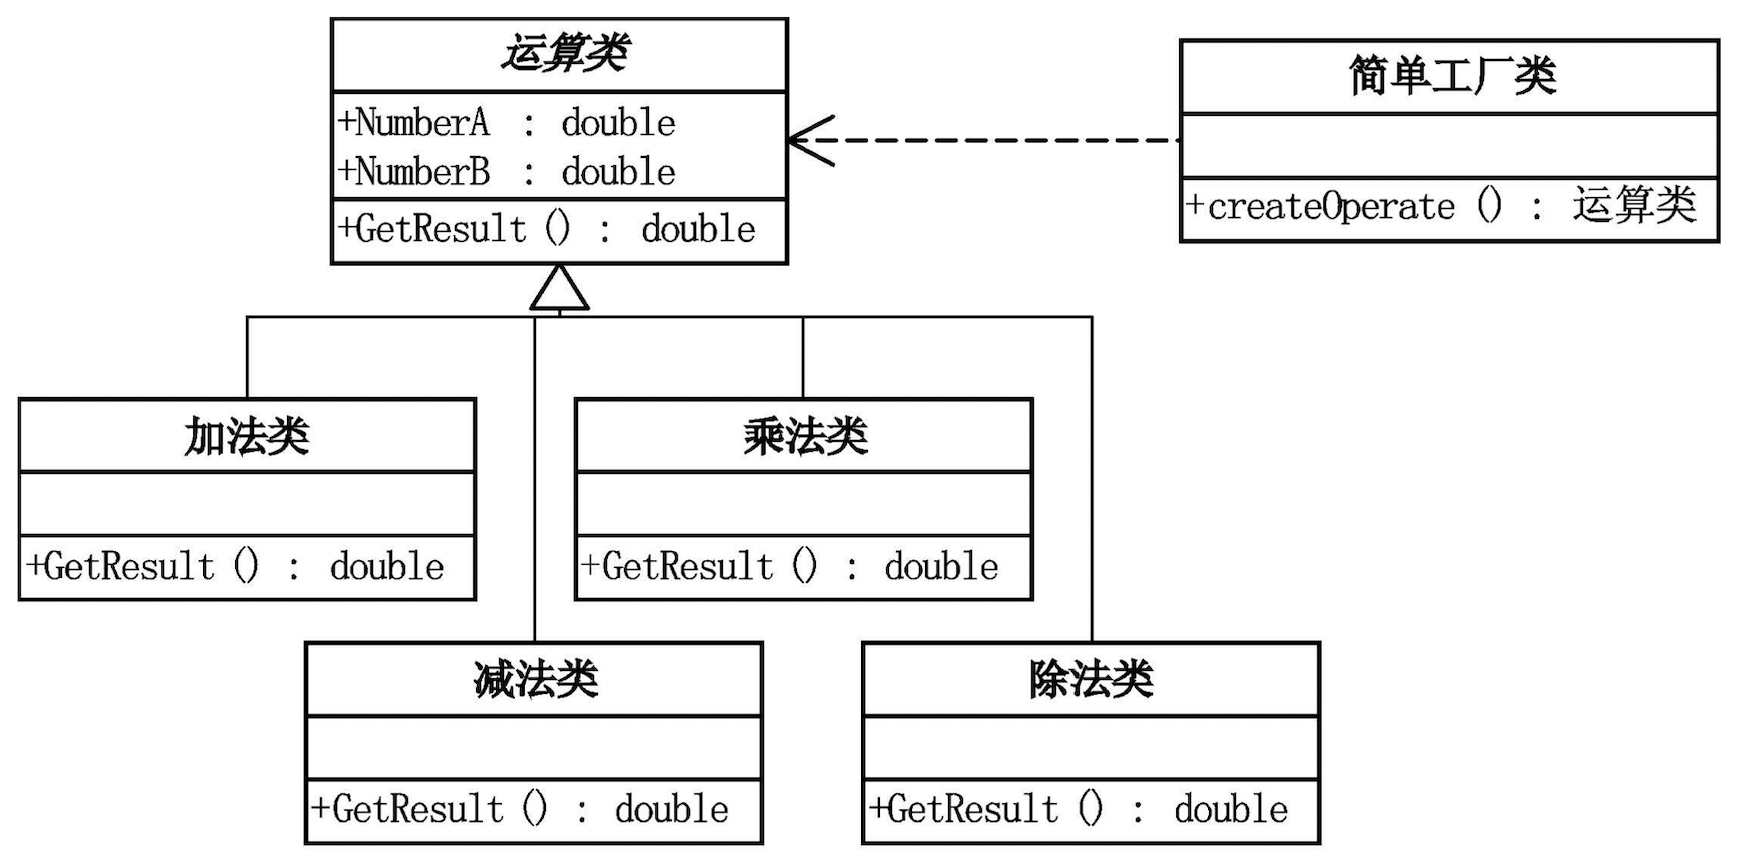 运算类
+NumberA : double
+NumberB : double
+GetResult() : double
简单工厂类
+createOperate() : 运算类
加法类
+GetResult() : double
乘法类
+GetResult() : double
减法类
+GetResult() : double
除法类
+GetResult() : double